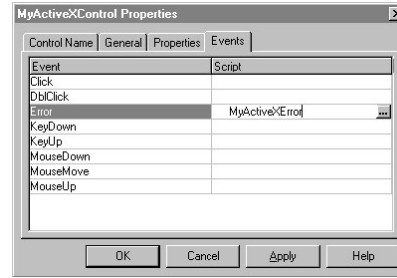 MyActiveXControl Properties
Control Name General Properties Events
Event Script
Click
DblClick
Error MyActiveXError ...
KeyDown
KeyUp
MouseDown
MouseMove
MouseUp
OK Cancel Apply Help